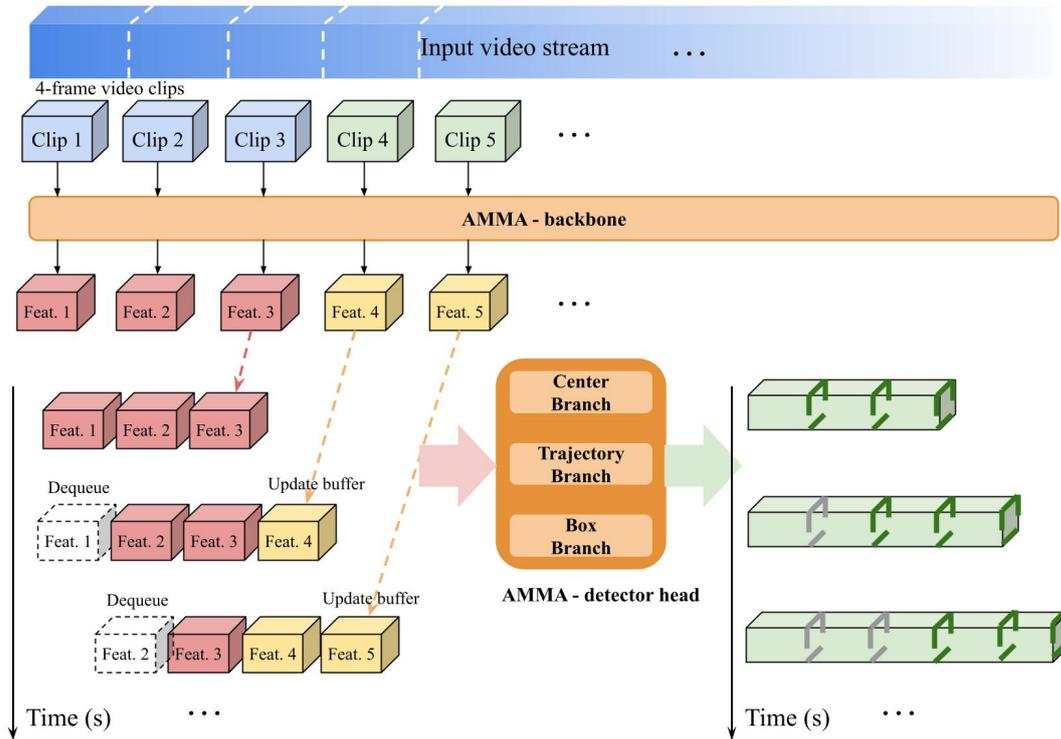 Input video stream ...
4-frame video clips
Clip 1 Clip 2 Clip 3 Clip 4 Clip 5 ...
AMMA - backbone
Feat. 1 Feat. 2 Feat. 3 Feat. 4 Feat. 5 ...
Feat. 1 Feat. 2 Feat. 3
Dequeue Update buffer
Feat. 1 Feat. 2 Feat. 3 Feat. 4
Dequeue Update buffer
Feat. 2 Feat. 3 Feat. 4 Feat. 5
Time (s) ...
Center
Branch
Trajectory
Branch
Box
Branch
AMMA - detector head
Time (s) ...